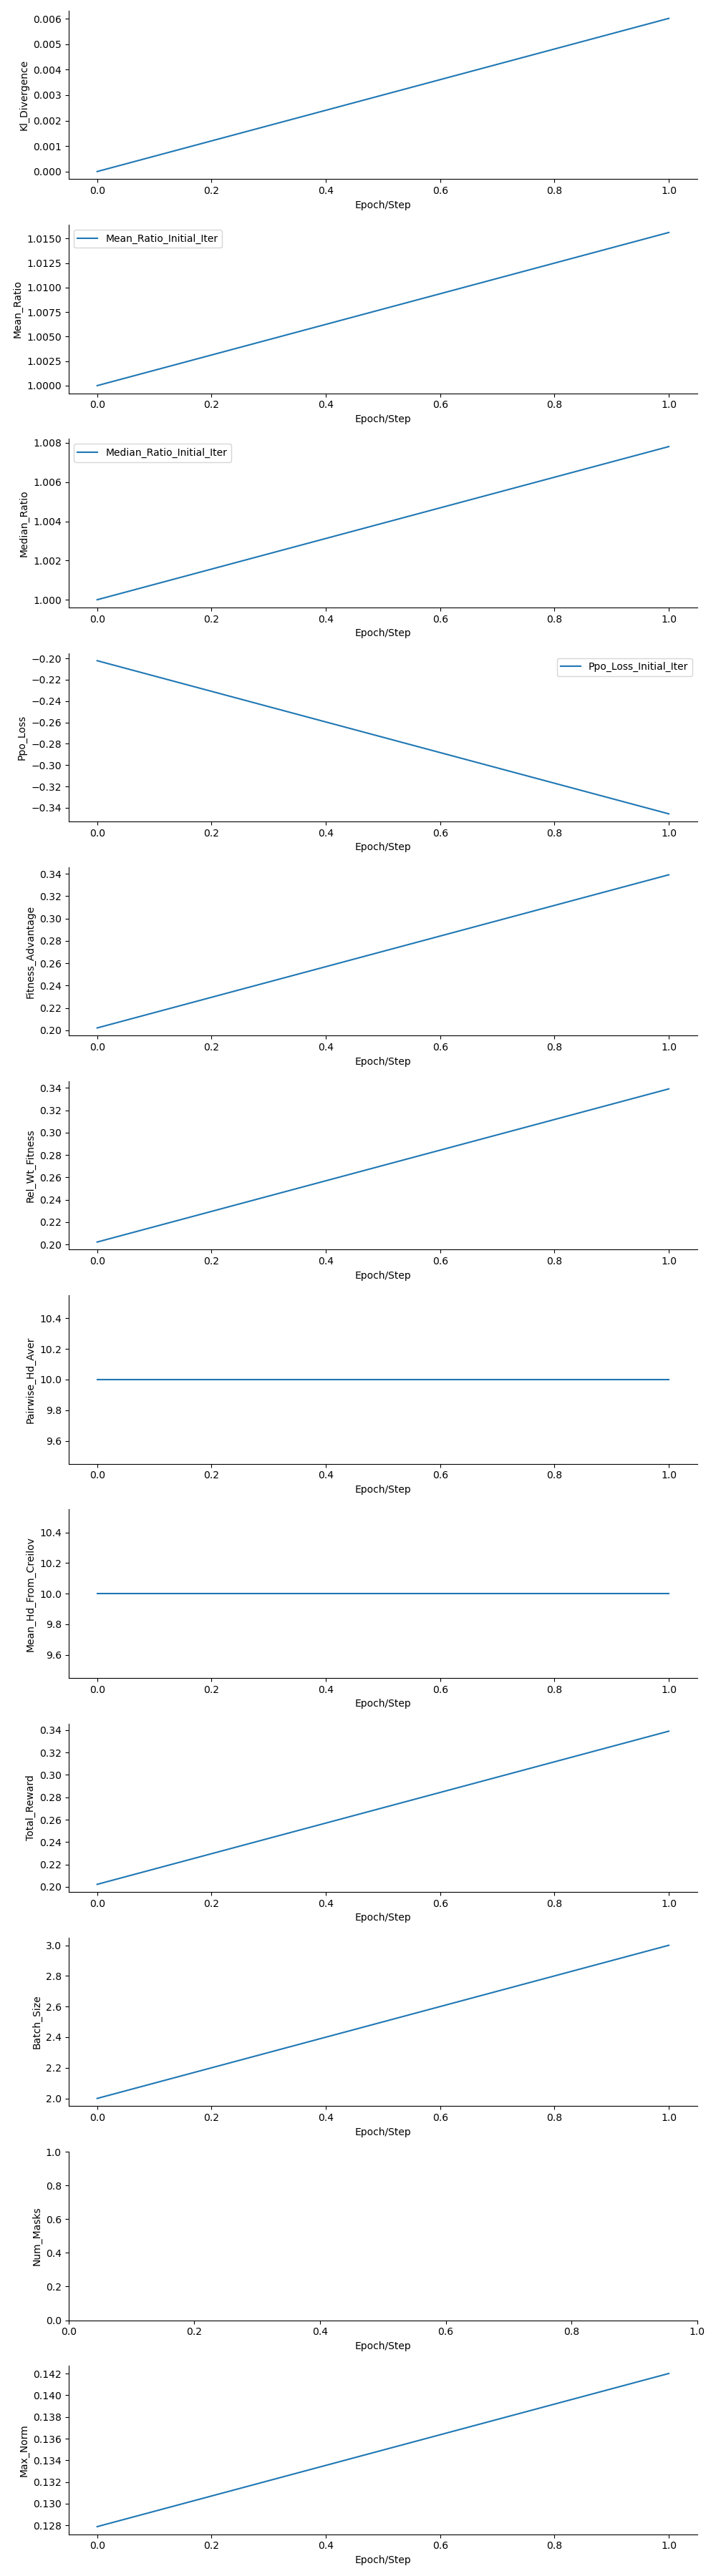 0.006
0.005
0.004
0.003
0.002
0.001
0.000
Kl_Divergence
0.0 0.2 0.4 0.6 0.8 1.0
Epoch/Step
Mean_Ratio_Initial_Iter
1.0150
1.0125
1.0100
1.0075
1.0050
1.0025
1.0000
Mean_Ratio
0.0 0.2 0.4 0.6 0.8 1.0
Epoch/Step
Median_Ratio_Initial_Iter
1.008
1.006
1.004
1.002
1.000
Median_Ratio
0.0 0.2 0.4 0.6 0.8 1.0
Epoch/Step
Ppo_Loss_Initial_Iter
−0.20
−0.22
−0.24
−0.26
−0.28
−0.30
−0.32
−0.34
Ppo_Loss
0.0 0.2 0.4 0.6 0.8 1.0
Epoch/Step
0.34
0.32
0.30
0.28
0.26
0.24
0.22
0.20
Fitness_Advantage
0.0 0.2 0.4 0.6 0.8 1.0
Epoch/Step
0.34
0.32
0.30
0.28
0.26
0.24
0.22
0.20
Rel_Wt_Fitness
0.0 0.2 0.4 0.6 0.8 1.0
Epoch/Step
10.4
10.2
10.0
9.8
9.6
Pairwise_Hd_Aver
0.0 0.2 0.4 0.6 0.8 1.0
Epoch/Step
10.4
10.2
10.0
9.8
9.6
Mean_Hd_From_Creilov
0.0 0.2 0.4 0.6 0.8 1.0
Epoch/Step
0.34
0.32
0.30
0.28
0.26
0.24
0.22
0.20
Total_Reward
0.0 0.2 0.4 0.6 0.8 1.0
Epoch/Step
3.0
2.8
2.6
2.4
2.2
2.0
Batch_Size
0.0 0.2 0.4 0.6 0.8 1.0
Epoch/Step
1.0
0.8
0.6
0.4
0.2
0.0
Num_Masks
0.0 0.2 0.4 0.6 0.8 1.0
Epoch/Step
0.142
0.140
0.138
0.136
0.134
0.132
0.130
0.128
Max_Norm
0.0 0.2 0.4 0.6 0.8 1.0
Epoch/Step